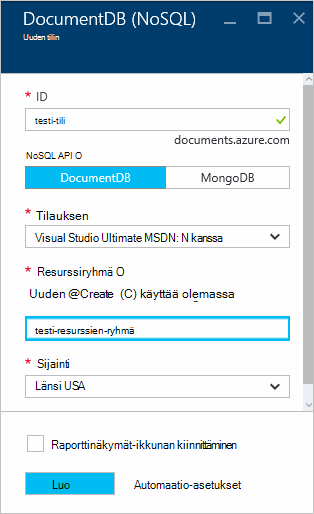 DocumentDB (NoSQL)
Uuden tilin
* ID
testi-tili
documents.azure.com
NoSQL API O
DocumentDB MongoDB
* Tilauksen
Visual Studio Ultimate MSDN: N kanssa
* Resurssiryhmä O
Uuden @Create (C) käyttää olemassa
testi-resurssien-ryhmä
* Sijainti
Länsi USA
Raporttinäkymät-ikkunan kiinnittäminen
Luo Automaatio-asetukset